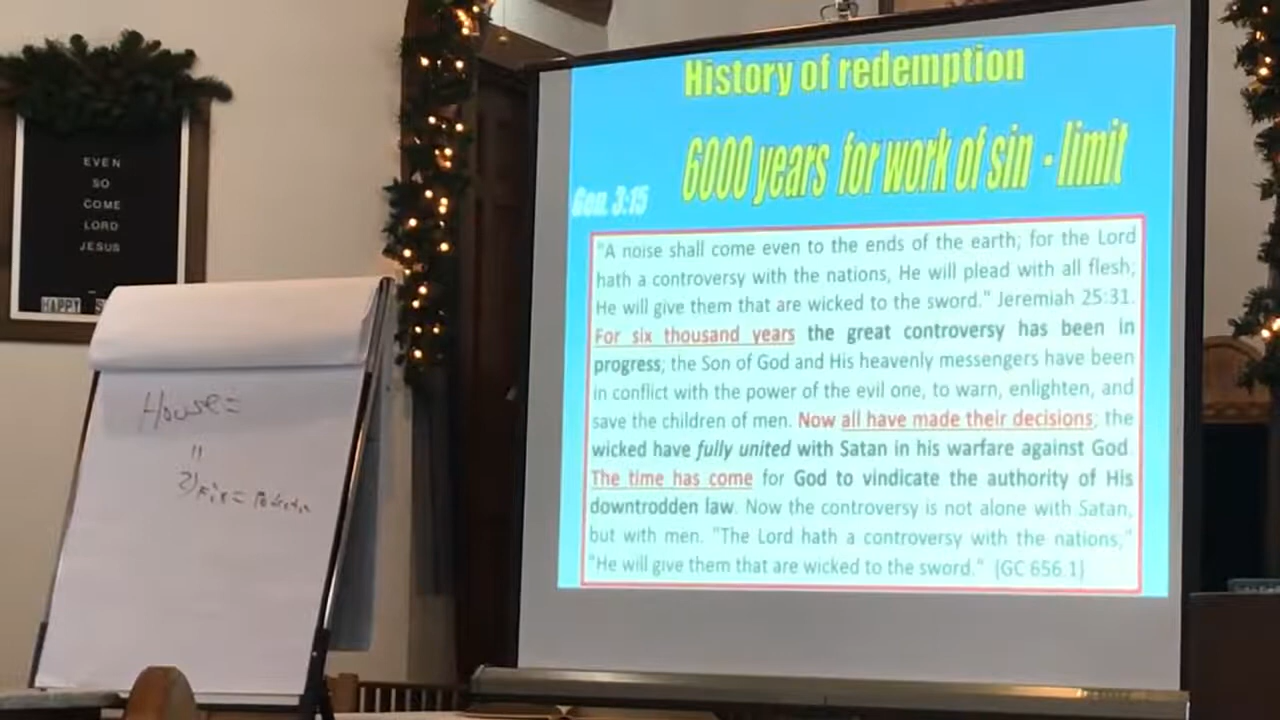 EVEN
SO
COME
LORD
JESUS
HAPPY S
House=
"
2)
History of redemption
6000 years for work of sin - limit
Gen. 3:15
"A noise shall come even to the ends of the earth; for the Lord
hath a controversy with the nations, He will plead with all flesh;
He will give them that are wicked to the sword." Jeremiah 25:31.
For six thousand years the great controversy has been in
progress; the Son of God and His heavenly messengers have been
in conflict with the power of the evil one, to warn, enlighten, and
save the children of men. Now all have made their decisions; the
wicked have fully united with Satan in his warfare against God.
The time has come for God to vindicate the authority of His
downtrodden law. Now the controversy is not alone with Satan,
but with men. "The Lord hath a controversy with the nations,"
"He will give them that are wicked to the sword." {GC 656.1}